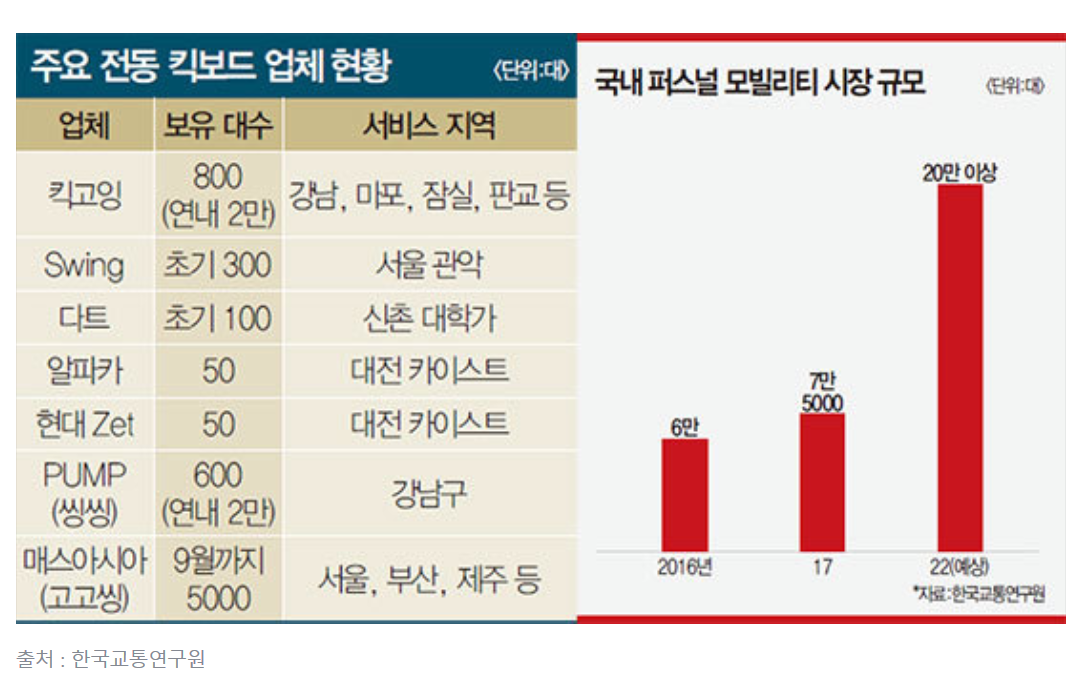 주요 전동 킥보드 업체 현황 〈단위:대〉
업체 보유 대수 서비스 지역
킥고잉 800 (연내 2만) 강남, 마포, 잠실, 판교 등
Swing 초기 300 서울 관악
다트 초기 100 신촌 대학가
알파카 50 대전 카이스트
현대 Zet 50 대전 카이스트
PUMP (씽씽) 600 (연내 2만) 강남구
매스아시아 (고고씽) 9월까지 5000 서울, 부산, 제주 등
국내 퍼스널 모빌리티 시장 규모 〈단위:대〉
20만 이상
7만
5000
6만
2016년 17 22(예상)
*자료:한국교통연구원
출처 : 한국교통연구원